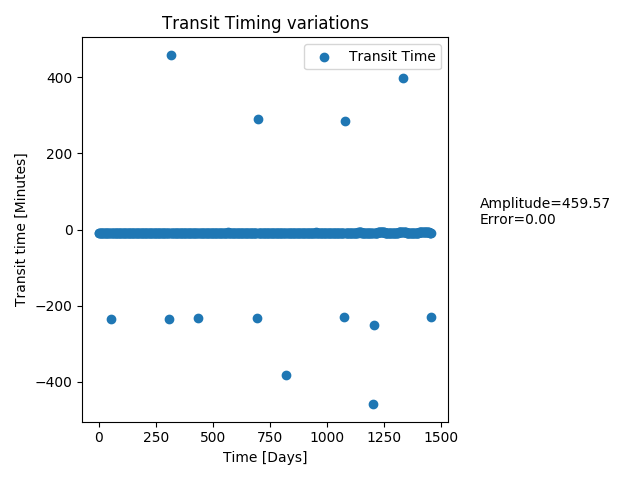 Transit Timing variations
Transit Time
Transit time [Minutes]
400
200
0
−200
−400
Amplitude=459.57
Error=0.00
0
250
500
750
1000
1250
1500
Time [Days]